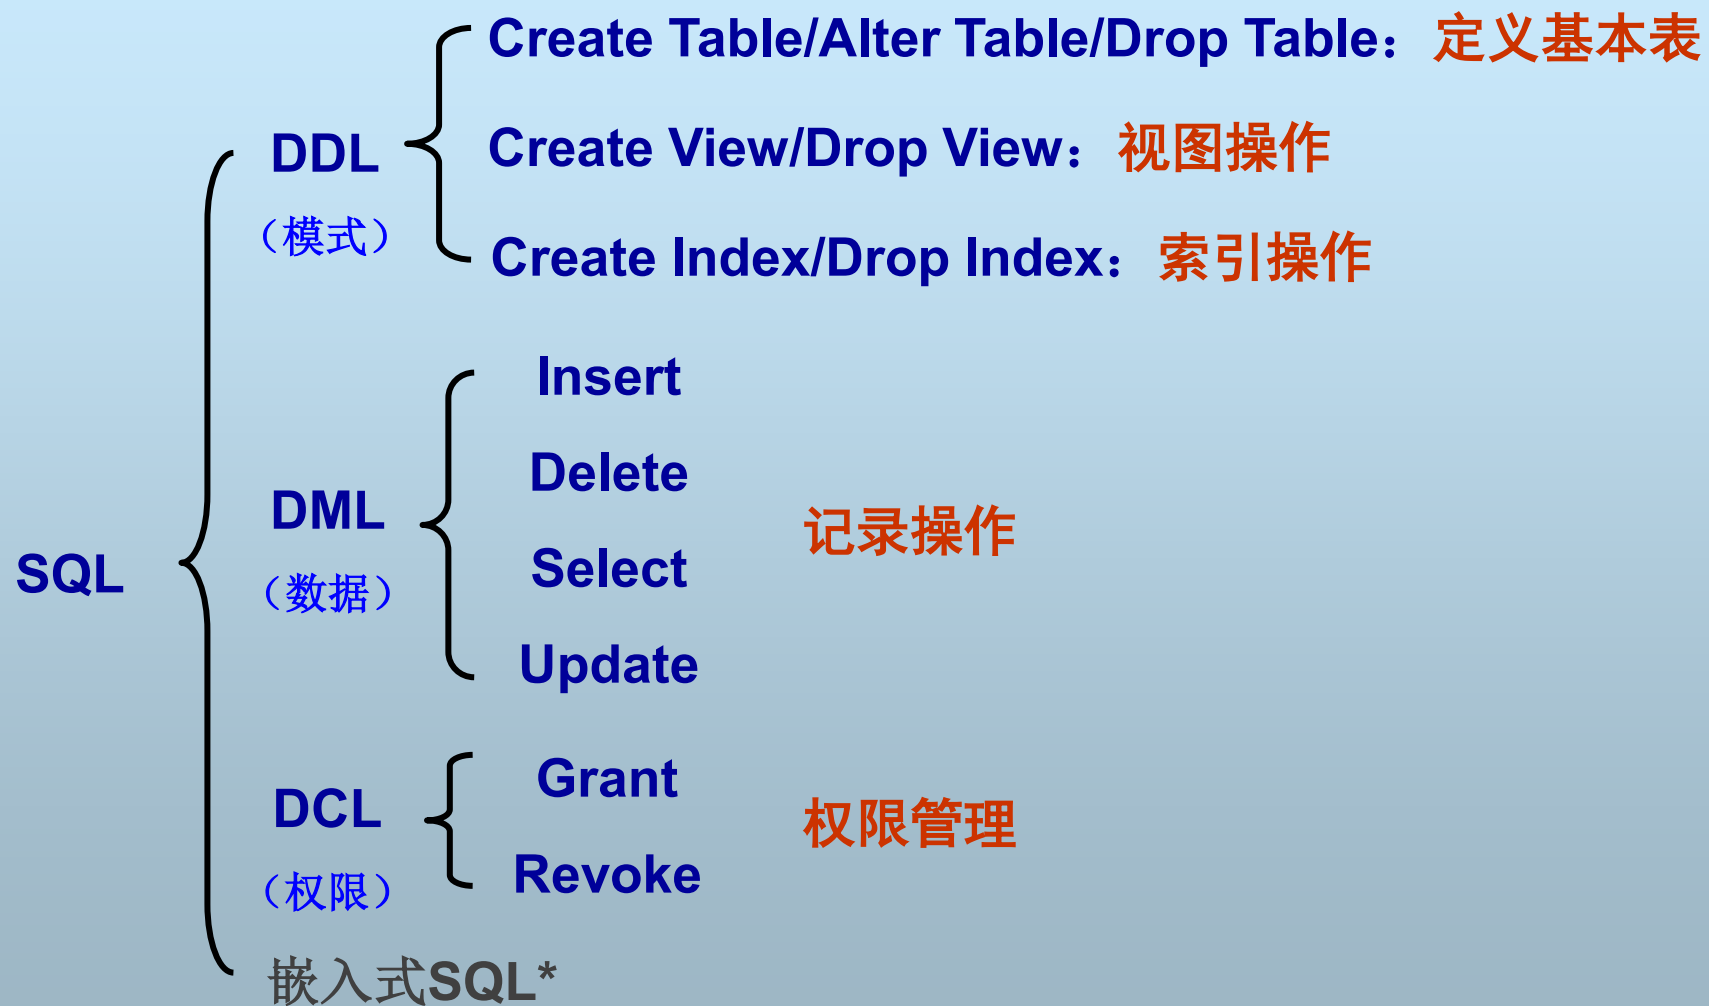 Create Table/Alter Table/Drop Table：定义基本表
DDL
Create View/Drop View：视图操作
（模式）
Create Index/Drop Index：索引操作
Insert
Delete
DML
记录操作
SQL
Select
（数据）
Update
Grant
DCL
权限管理
Revoke
（权限）
嵌入式SQL*